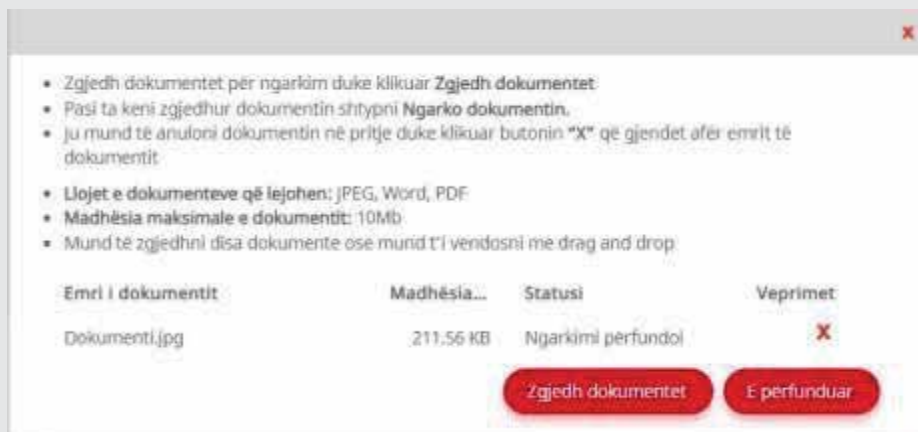 X
• Zgjedh dokumentet për ngarkim duke klikuar Zgjedh dokumentet
• Pasi ta keni zgjedhur dokumentin shtypni Ngarko dokumentin.
• Ju mund të anuloni dokumentin në pritje duke klikuar butonin "X" që gjendet afër emrit të
dokumentit
• Llojet e dokumenteve që lejohen: JPEG, Word, PDF
• Madhësia maksimale e dokumentit: 10Mb
• Mund të zgjedhni disa dokumente ose mund t'i vendosni me drag and drop
Emri i dokumentit Madhësia... Statusi Veprimet
Dokumenti.jpg 211.56 KB Ngarkimi përfundoi X
Zgjedh dokumentet E përfunduar